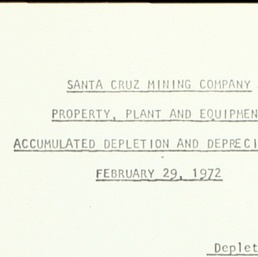 SANTA CRUZ MINING COMPANY
PROPERTY, PLANT AND EQUIPMEN
ACCUMULATED DEPLETION AND DEPRECI
FEBRUARY 29, 1972
Deplet